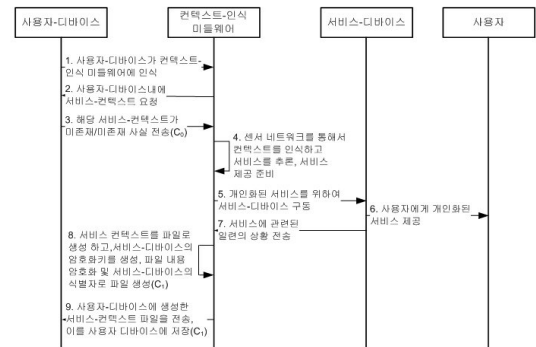 사용자-디바이스
컨텍스트-인식
미들웨어
서비스-디바이스
사용자
1. 사용자-디바이스가 컨텍스트-
인식 미들웨어에 인식
2. 사용자-디바이스내에
서비스-컨텍스트 요청
3. 해당 서비스-컨텍스트가
미존재/미존재 사실 전송(C₀)
4. 센서 네트워크를 통해서
컨텍스트를 인식하고
서비스를 추론, 서비스
제공 준비
5. 개인화된 서비스를 위하여
서비스-디바이스 구동
6. 사용자에게 개인화된
서비스 제공
7. 서비스에 관련된
일련의 상황 전송
8. 서비스 컨텍스트를 파일로
생성 하고,서비스-디바이스의
암호화키를 생성, 파일 내용
암호화 및 서비스-디바이스의
식별자로 파일 생성(C₁)
9. 사용자-디바이스에 생성한
서비스-컨텍스트 파일을 전송,
이를 사용자 디바이스에 저장(C₁)